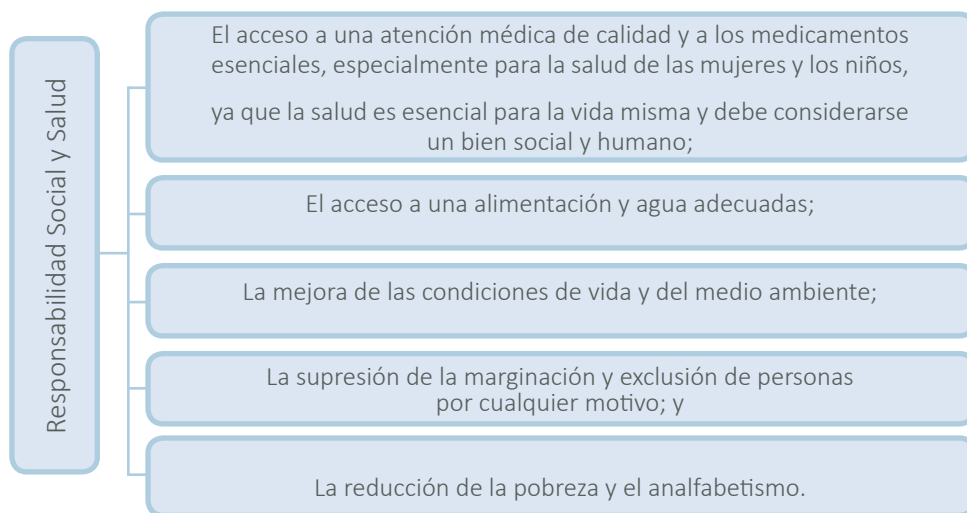 Responsabilidad Social y Salud
El acceso a una atención médica de calidad y a los medicamentos
esenciales, especialmente para la salud de las mujeres y los niños,
ya que la salud es esencial para la vida misma y debe considerarse
un bien social y humano;
El acceso a una alimentación y agua adecuadas;
La mejora de las condiciones de vida y del medio ambiente;
La supresión de la marginación y exclusión de personas
por cualquier motivo; y
La reducción de la pobreza y el analfabetismo.